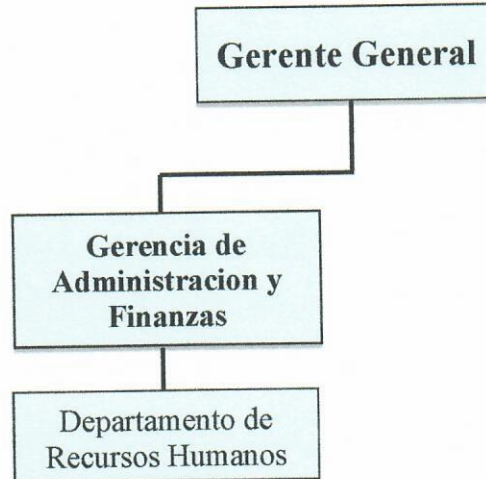 Gerente General
Gerencia de
Administracion y
Finanzas
Departamento de
Recursos Humanos